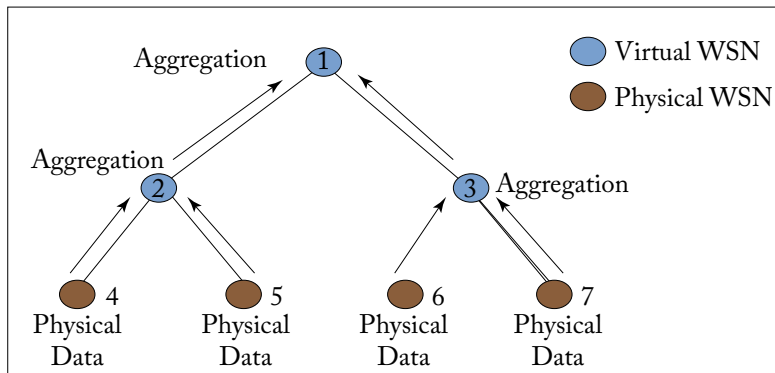 Aggregation
1
Virtual WSN
Physical WSN
Aggregation
2
3
Aggregation
4
5
6
7
Physical
Data
Physical
Data
Physical
Data
Physical
Data